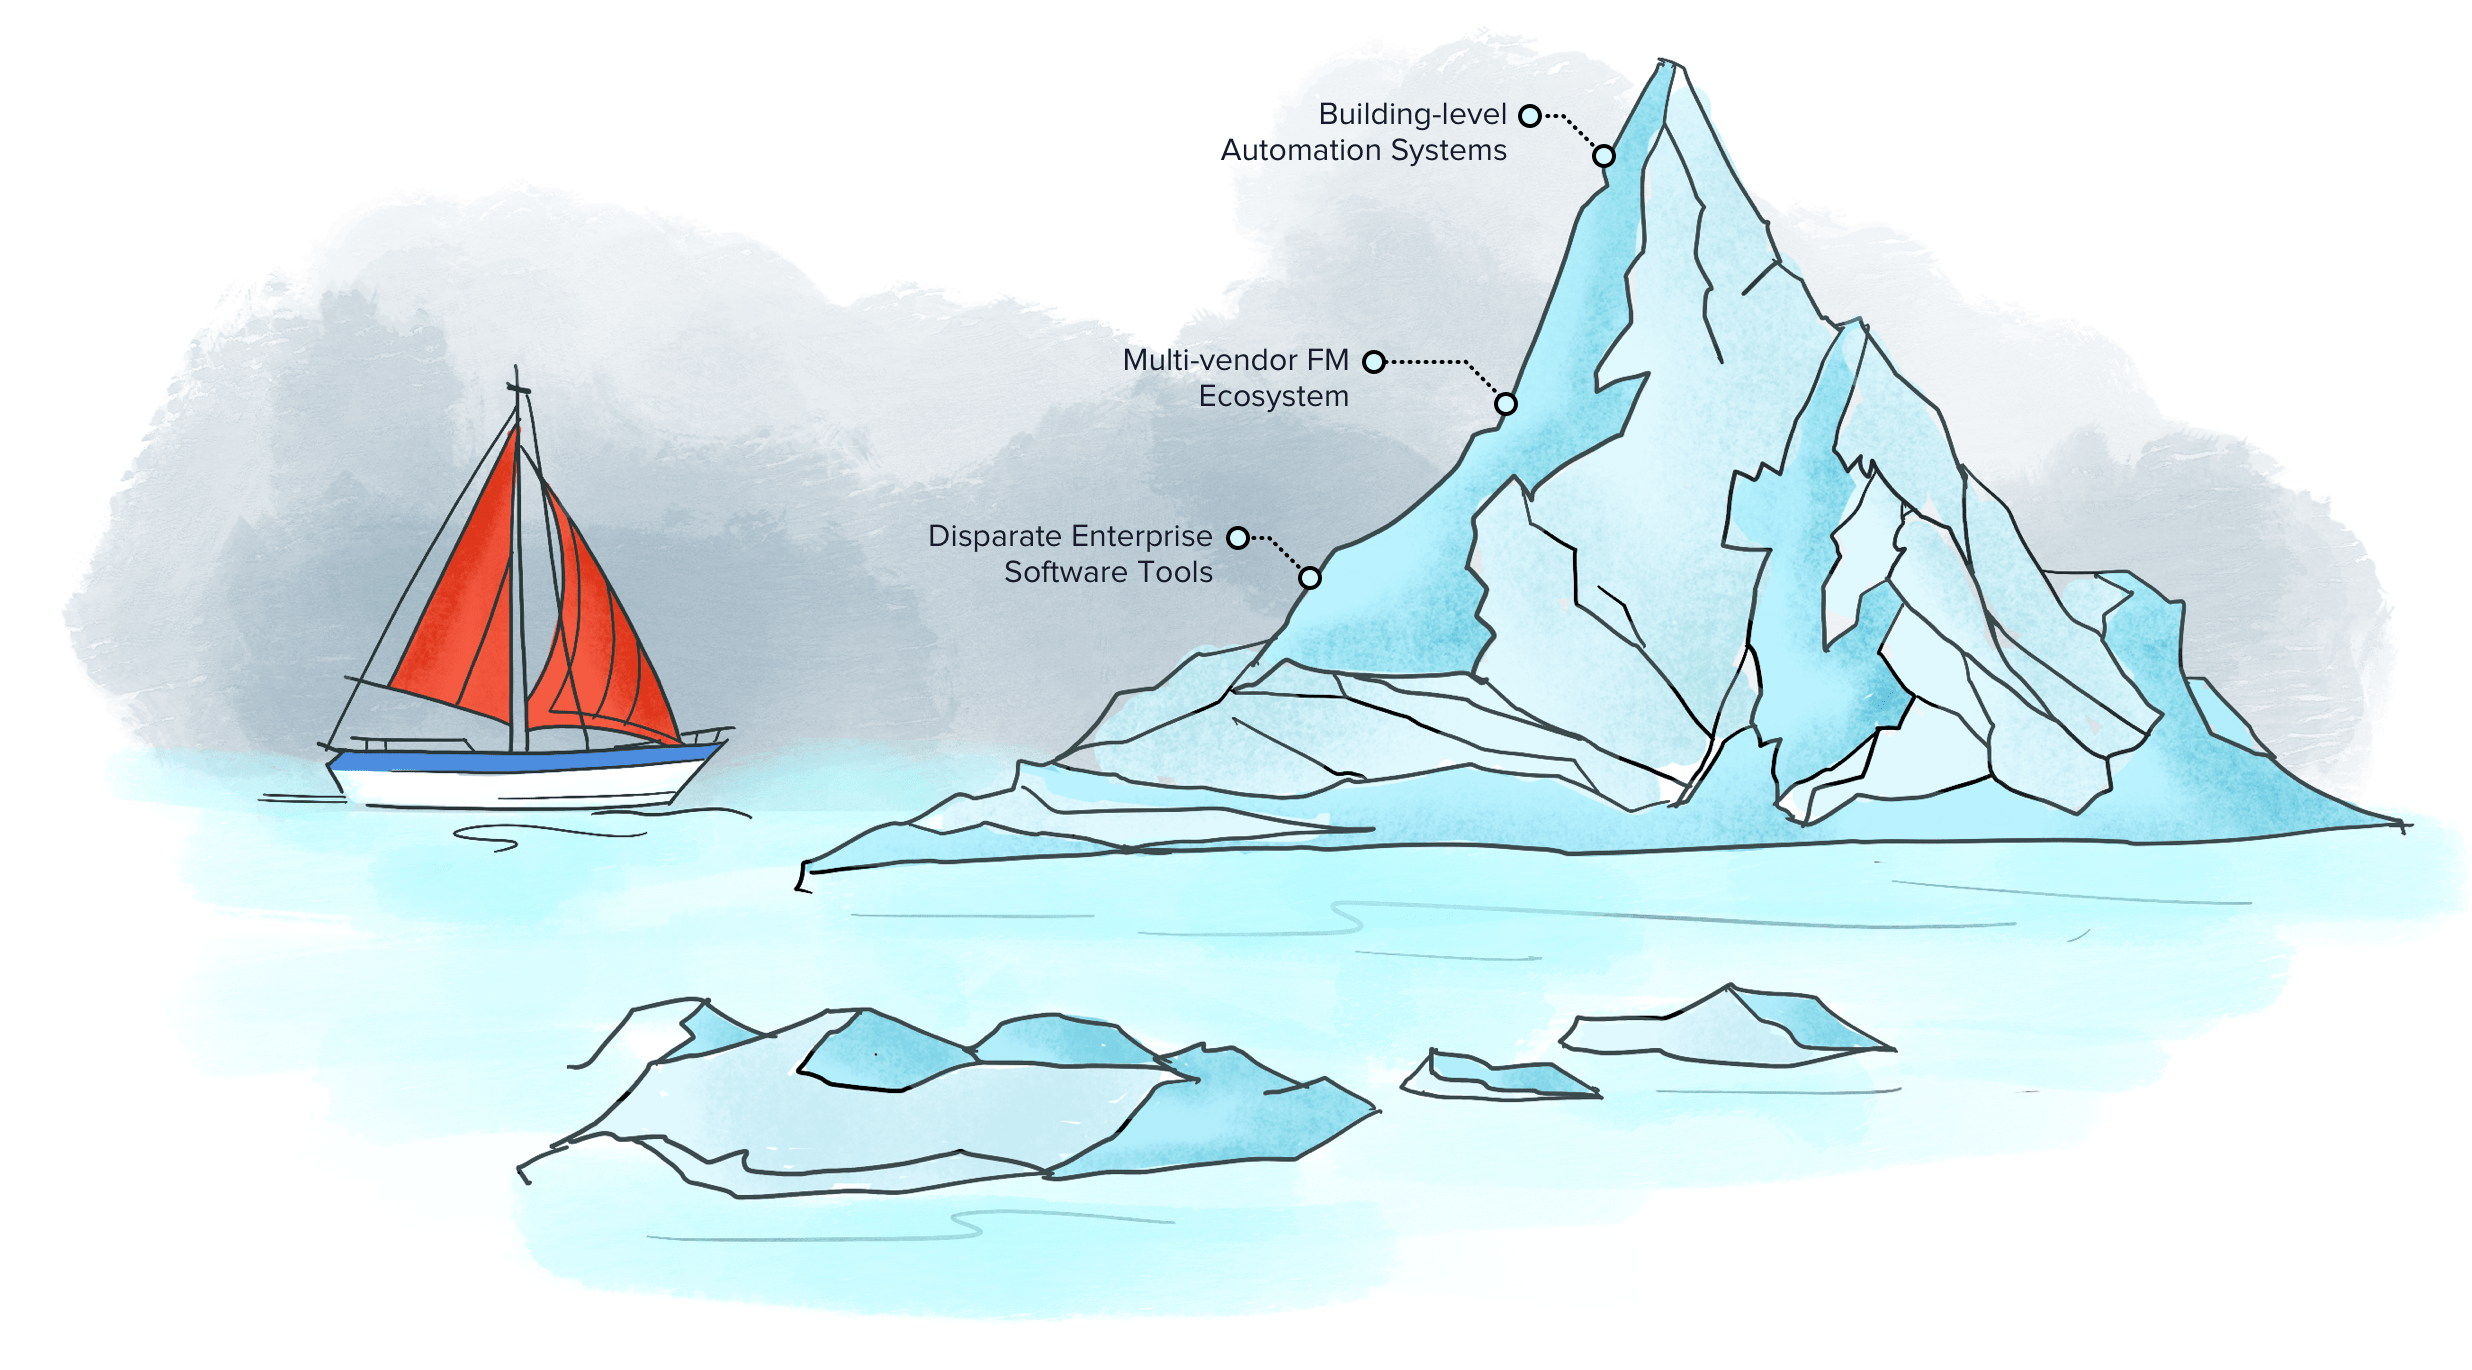 Building-level
Automation Systems
Multi-vendor FM
Ecosystem
Disparate Enterprise
Software Tools